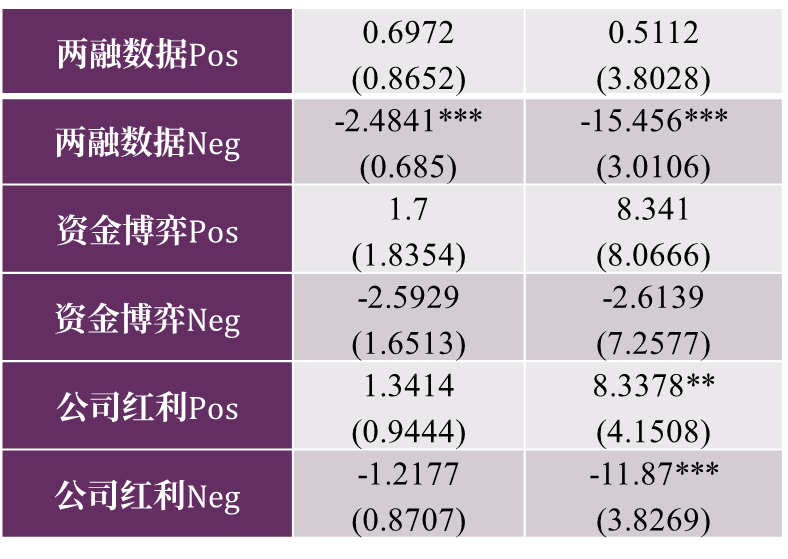 两融数据Pos 0.6972 0.5112
(0.8652) (3.8028)
两融数据Neg -2.4841*** -15.456***
(0.685) (3.0106)
资金博弈Pos 1.7 8.341
(1.8354) (8.0666)
资金博弈Neg -2.5929 -2.6139
(1.6513) (7.2577)
公司红利Pos 1.3414 8.3378**
(0.9444) (4.1508)
公司红利Neg -1.2177 -11.87***
(0.8707) (3.8269)